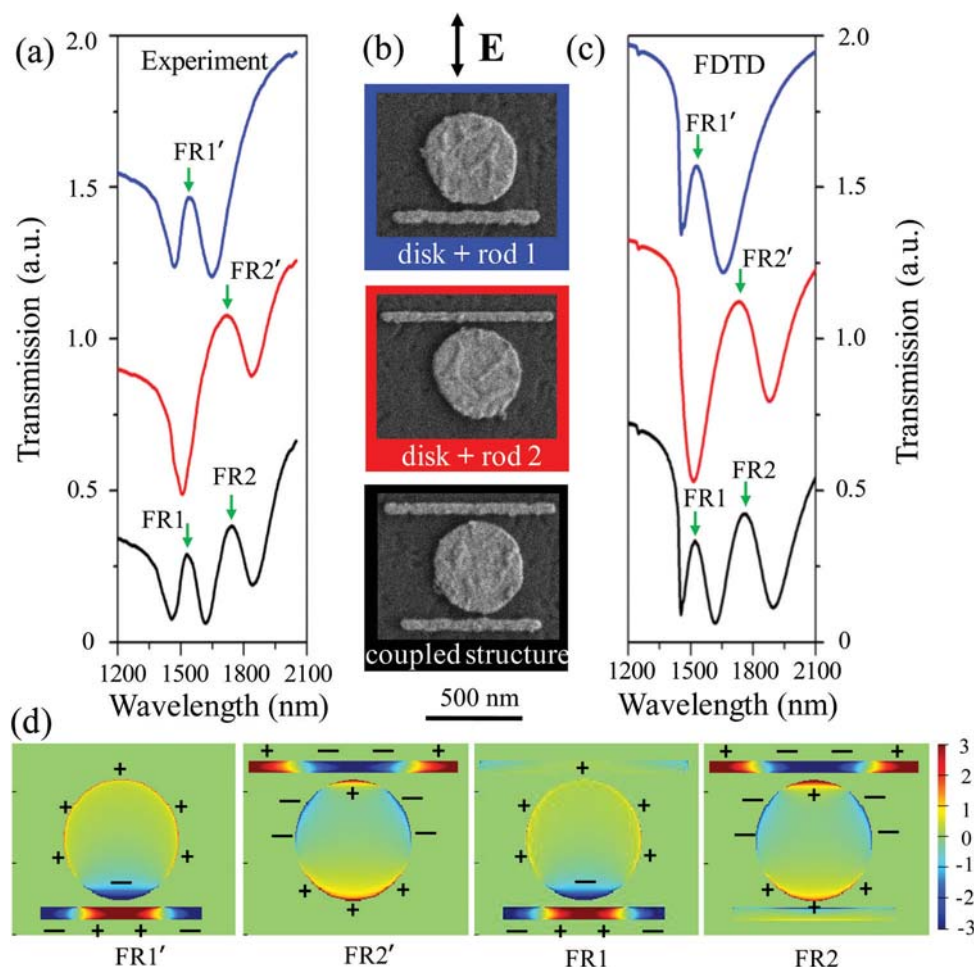 (a)
2.0
1.5
1.0
0.5
0
Transmission (a.u.)
Experiment
FR1′
FR2′
FR1
FR2
1200 1500 1800 2100
Wavelength (nm)
(b)
E
disk + rod 1
disk + rod 2
coupled structure
500 nm
(c)
FDTD
FR1′
FR2′
FR1
FR2
2.0
1.5
1.0
0.5
0
Transmission (a.u.)
1200 1500 1800 2100
Wavelength (nm)
(d)
+ + + + + − − + + −
+ − − + − − + − − + + +
+ + + + + − − + + −
+ − − + − − + − − + + +
3
2
1
0
-1
-2
-3
FR1′ FR2′ FR1 FR2